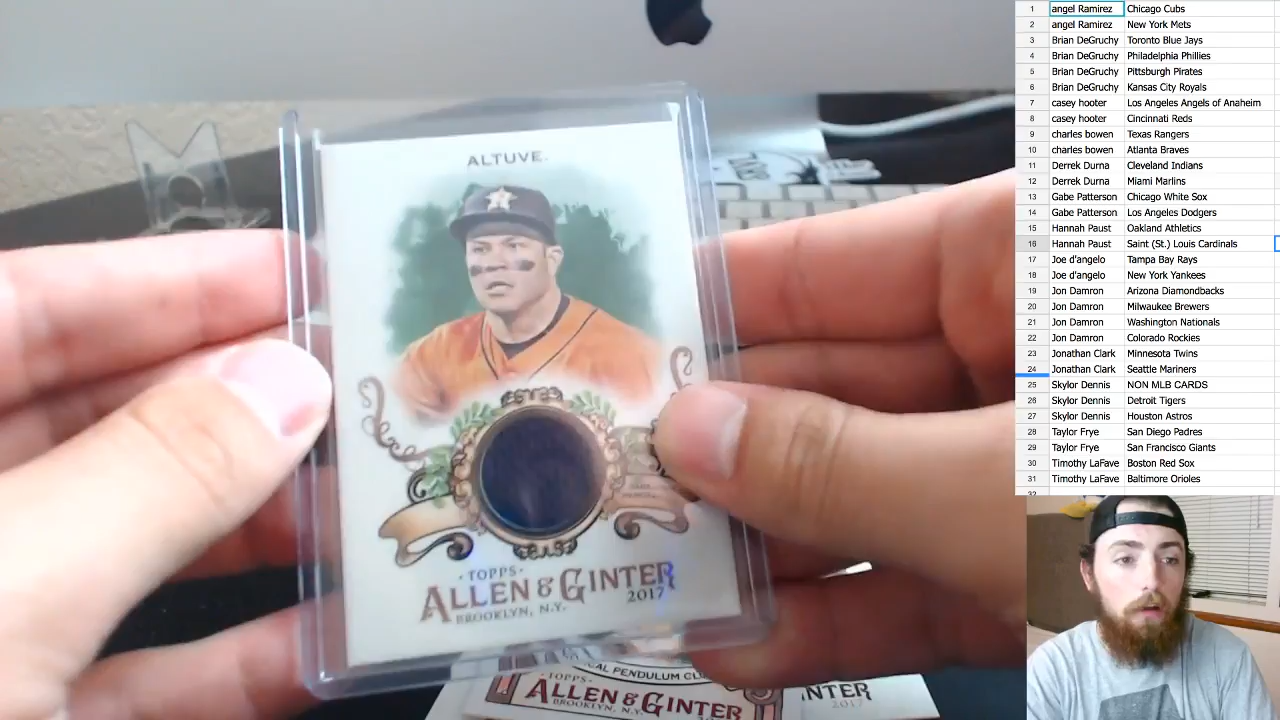 ALTUVE.
TOPPS
ALLEN & GINTER
BROOKLYN, N.Y. 2017
PENDULUM
TOPPS
ALLEN & GINTER
BROOKLYN, N.Y.
INTER
2017
1 angel Ramirez Chicago Cubs
2 angel Ramirez New York Mets
3 Brian DeGruchy Toronto Blue Jays
4 Brian DeGruchy Philadelphia Phillies
5 Brian DeGruchy Pittsburgh Pirates
6 Brian DeGruchy Kansas City Royals
7 casey hooter Los Angeles Angels of Anaheim
8 casey hooter Cincinnati Reds
9 charles bowen Texas Rangers
10 charles bowen Atlanta Braves
11 Derrek Durna Cleveland Indians
12 Derrek Durna Miami Marlins
13 Gabe Patterson Chicago White Sox
14 Gabe Patterson Los Angeles Dodgers
15 Hannah Paust Oakland Athletics
16 Hannah Paust Saint (St.) Louis Cardinals
17 Joe d'angelo Tampa Bay Rays
18 Joe d'angelo New York Yankees
19 Jon Damron Arizona Diamondbacks
20 Jon Damron Milwaukee Brewers
21 Jon Damron Washington Nationals
22 Jon Damron Colorado Rockies
23 Jonathan Clark Minnesota Twins
24 Jonathan Clark Seattle Mariners
25 Skylor Dennis NON MLB CARDS
26 Skylor Dennis Detroit Tigers
27 Skylor Dennis Houston Astros
28 Taylor Frye San Diego Padres
29 Taylor Frye San Francisco Giants
30 Timothy LaFave Boston Red Sox
31 Timothy LaFave Baltimore Orioles